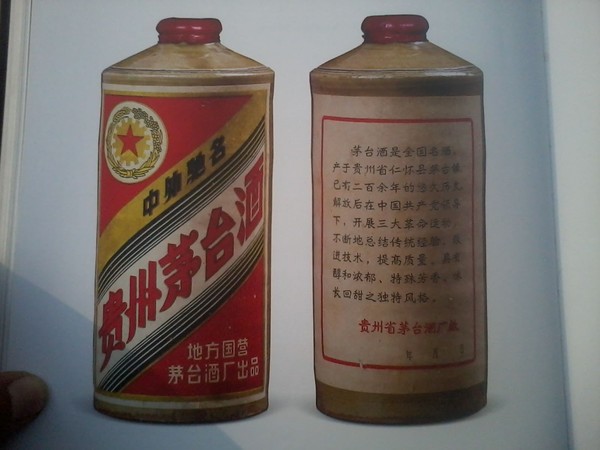 中外驰名
贵州茅台酒
地方国营
茅台酒厂出品
茅台酒是全国名酒，
产于贵州省仁怀县茅台镇
已有二百余年的悠久历史
解放后在中国共产党领导
下，开展三大革命运动，
不断地总结传统经验，改
进技术，提高质量，具有
醇和浓郁、特殊芳香、味
长回甜之独特风格。
贵州省茅台酒厂
年 月 日